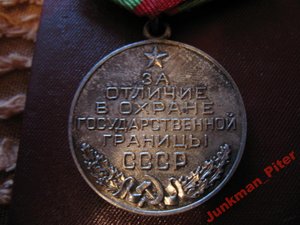 ЗА
ОТЛИЧИЕ
В ОХРАНЕ
ГОСУДАРСТВЕННОЙ
ГРАНИЦЫ
СССР
Junkman_Piter